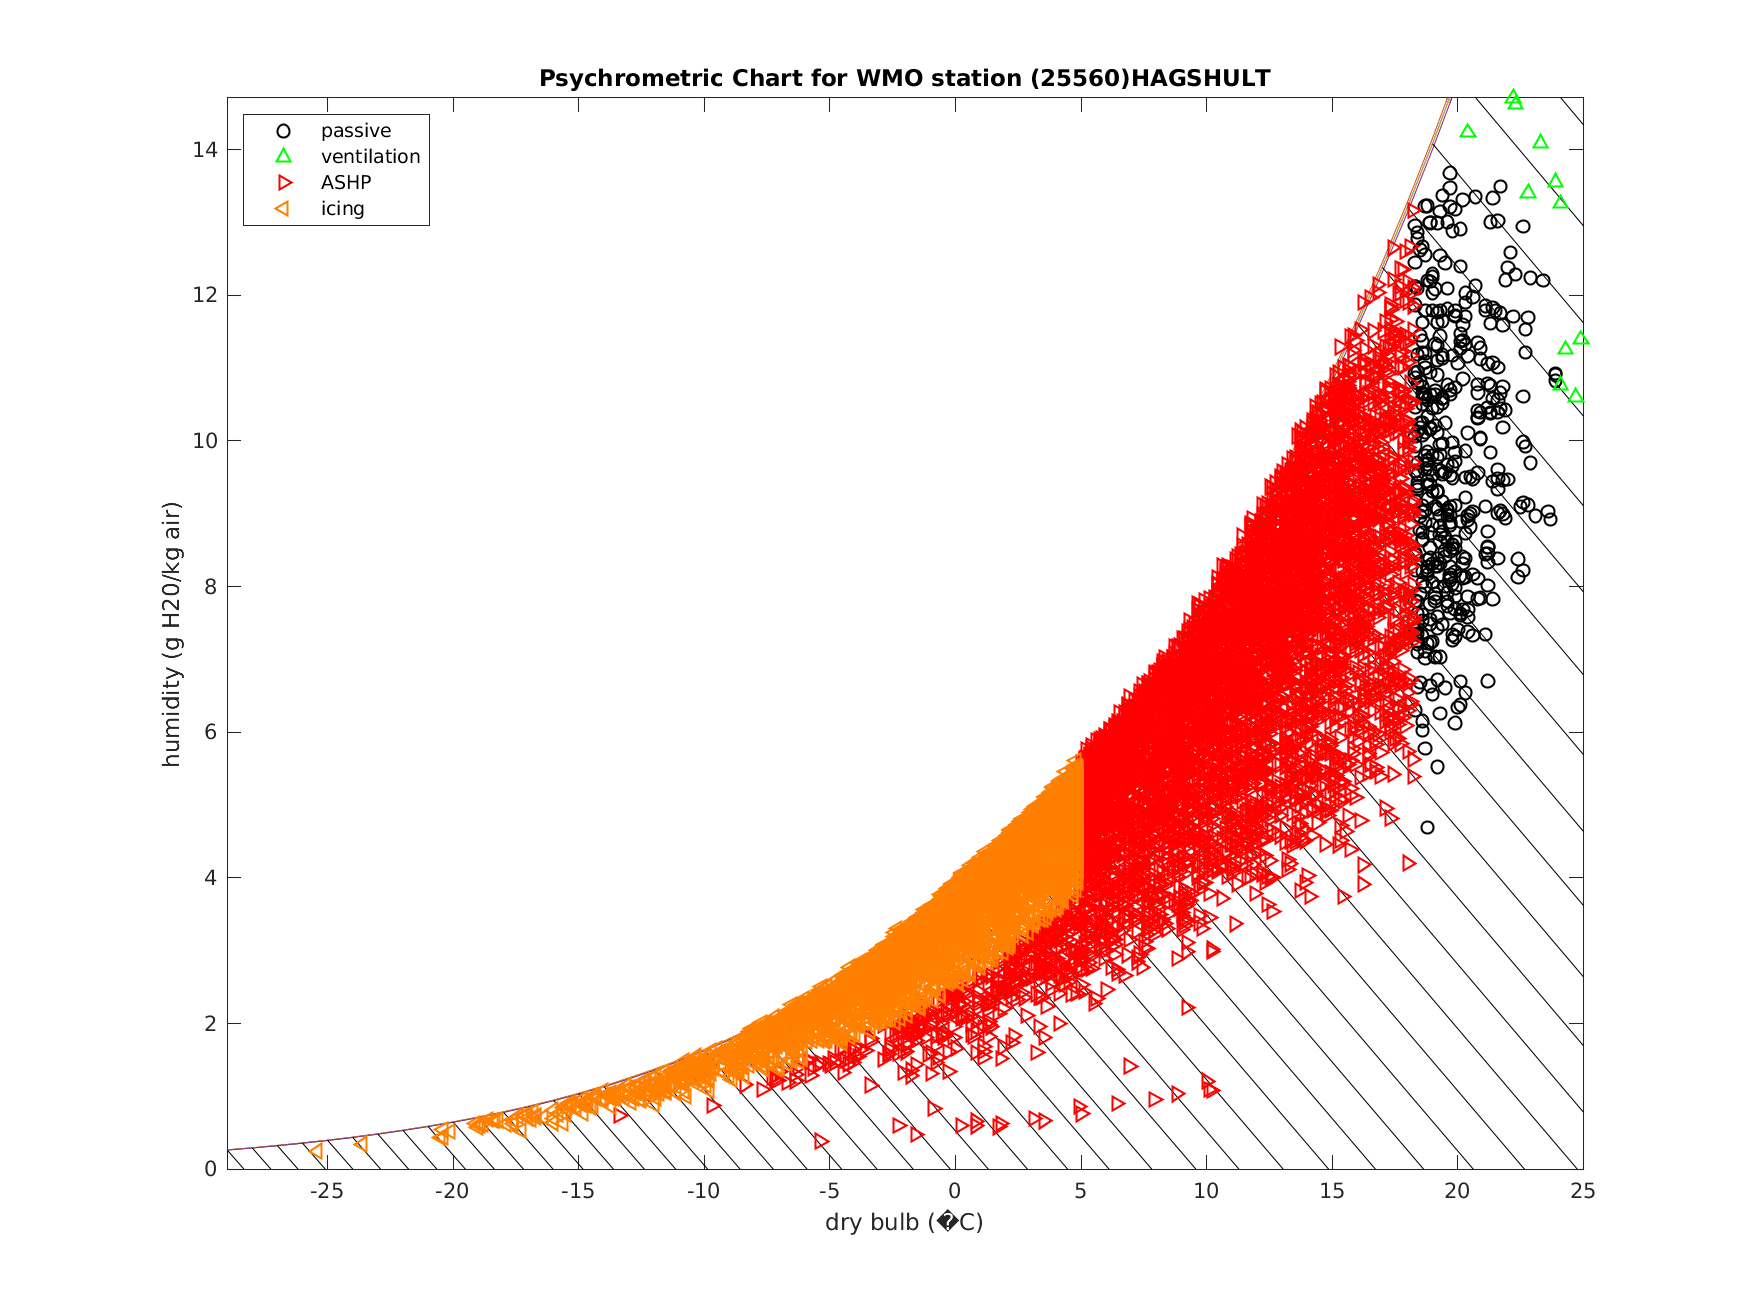 Psychrometric Chart for WMO station (25560)HAGSHULT
passive
ventilation
ASHP
icing
14
12
10
8
6
4
2
0
humidity (g H20/kg air)
-25 -20 -15 -10 -5 0 5 10 15 20 25
dry bulb (�C)